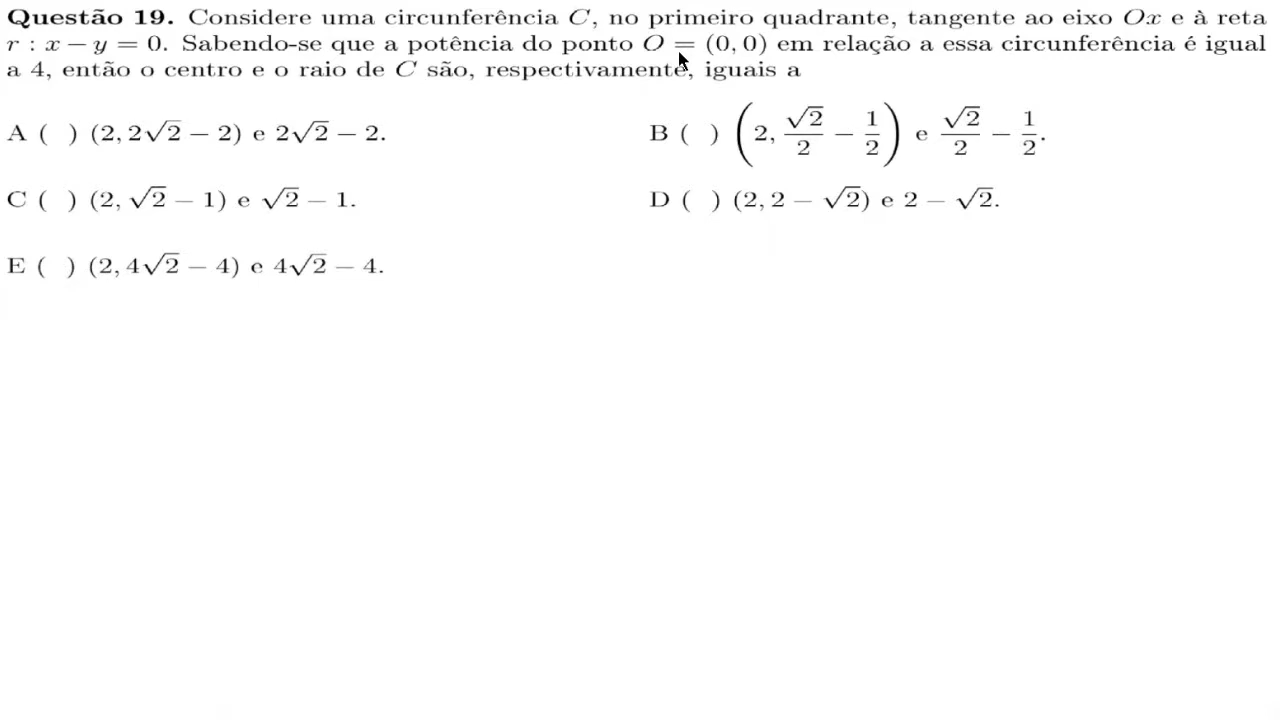 Questão 19. Considere uma circunferência C, no primeiro quadrante, tangente ao eixo Ox e à reta
r : x − y = 0. Sabendo-se que a potência do ponto O = (0, 0) em relação a essa circunferência é igual
a 4, então o centro e o raio de C são, respectivamente, iguais a
A ( ) (2, 2√2 − 2) e 2√2 − 2.
B ( ) (2, √2/2 − 1/2) e √2/2 − 1/2.
C ( ) (2, √2 − 1) e √2 − 1.
D ( ) (2, 2 − √2) e 2 − √2.
E ( ) (2, 4√2 − 4) e 4√2 − 4.